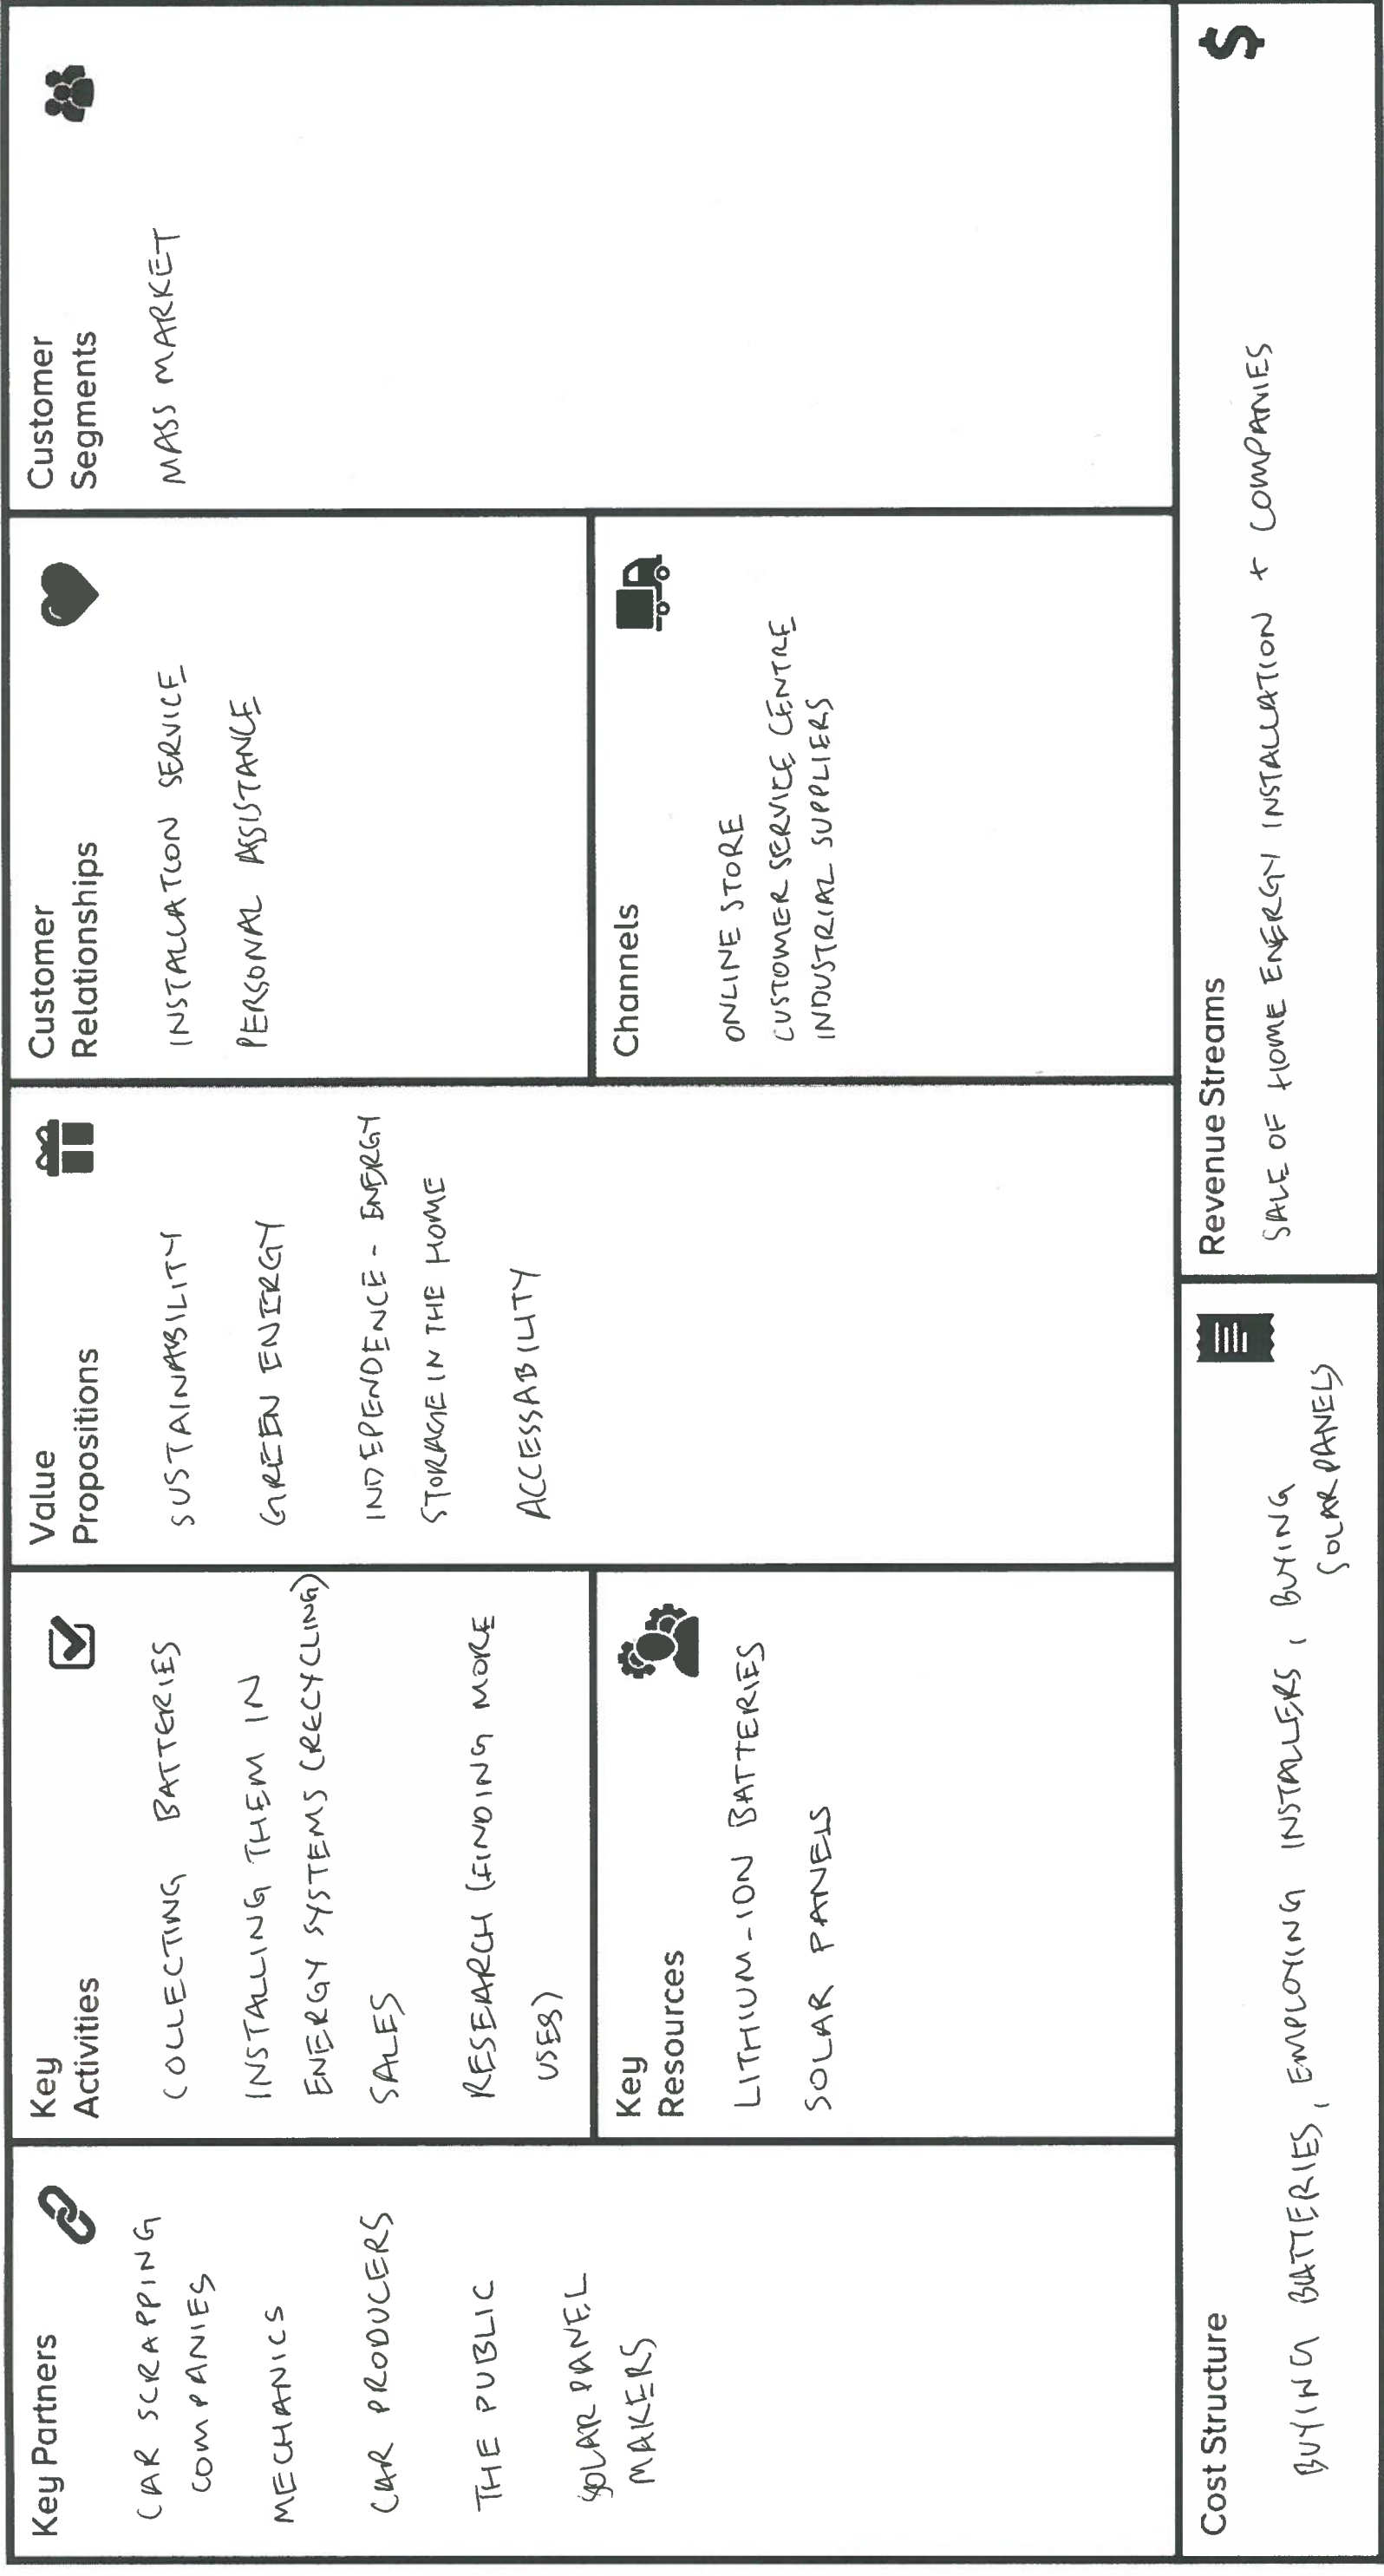 Key Partners
CAR SCRAPPING
COMPANIES
MECHANICS
CAR PRODUCERS
THE PUBLIC
SOLAR PANEL
MAKERS
Key
Activities
COLLECTING BATTERIES
INSTALLING THEM IN
ENERGY SYSTEMS (RECYCLING)
SALES
RESEARCH (FINDING MORE
USES)
Key
Resources
LITHIUM-ION BATTERIES
SOLAR PANELS
Value
Propositions
SUSTAINABILITY
GREEN ENERGY
INDEPENDENCE - ENERGY
STORAGE IN THE HOME
ACCESSABILITY
Customer
Relationships
INSTALLATION SERVICE
PERSONAL ASSISTANCE
Channels
ONLINE STORE
CUSTOMER SERVICE CENTRE
INDUSTRIAL SUPPLIERS
Customer
Segments
MASS MARKET
Cost Structure
BUYING BATTERIES, EMPLOYING INSTALLERS, BUYING
SOLAR PANELS
Revenue Streams
SALE OF HOME ENERGY INSTALLATION + COMPANIES
$